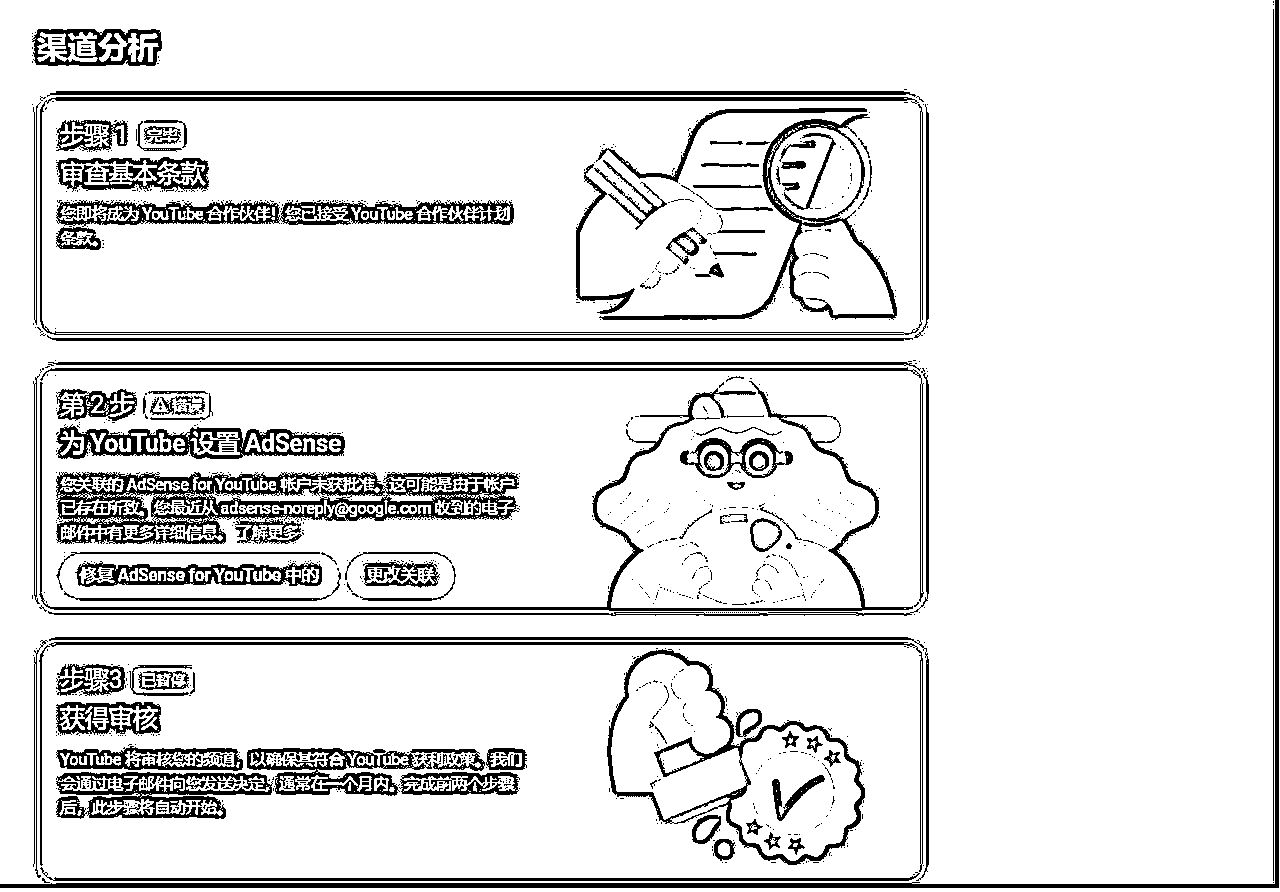 渠道分析
步骤 1 完毕
审查基本条款
您即将成为 YouTube 合作伙伴！您已接受 YouTube 合作伙伴计划
条款。
第 2 步 错误
为 YouTube 设置 AdSense
您关联的 AdSense for YouTube 帐户未获批准。这可能是由于帐户
已存在所致。您最近从 adsense-noreply@google.com 收到的电子
邮件中有更多详细信息。 了解更多
修复 AdSense for YouTube 中的 更改关联
步骤3 已暂停
获得审核
YouTube 将审核您的频道，以确保其符合 YouTube 获利政策。我们
会通过电子邮件向您发送决定，通常在一个月内。完成前两个步骤
后，此步骤将自动开始。